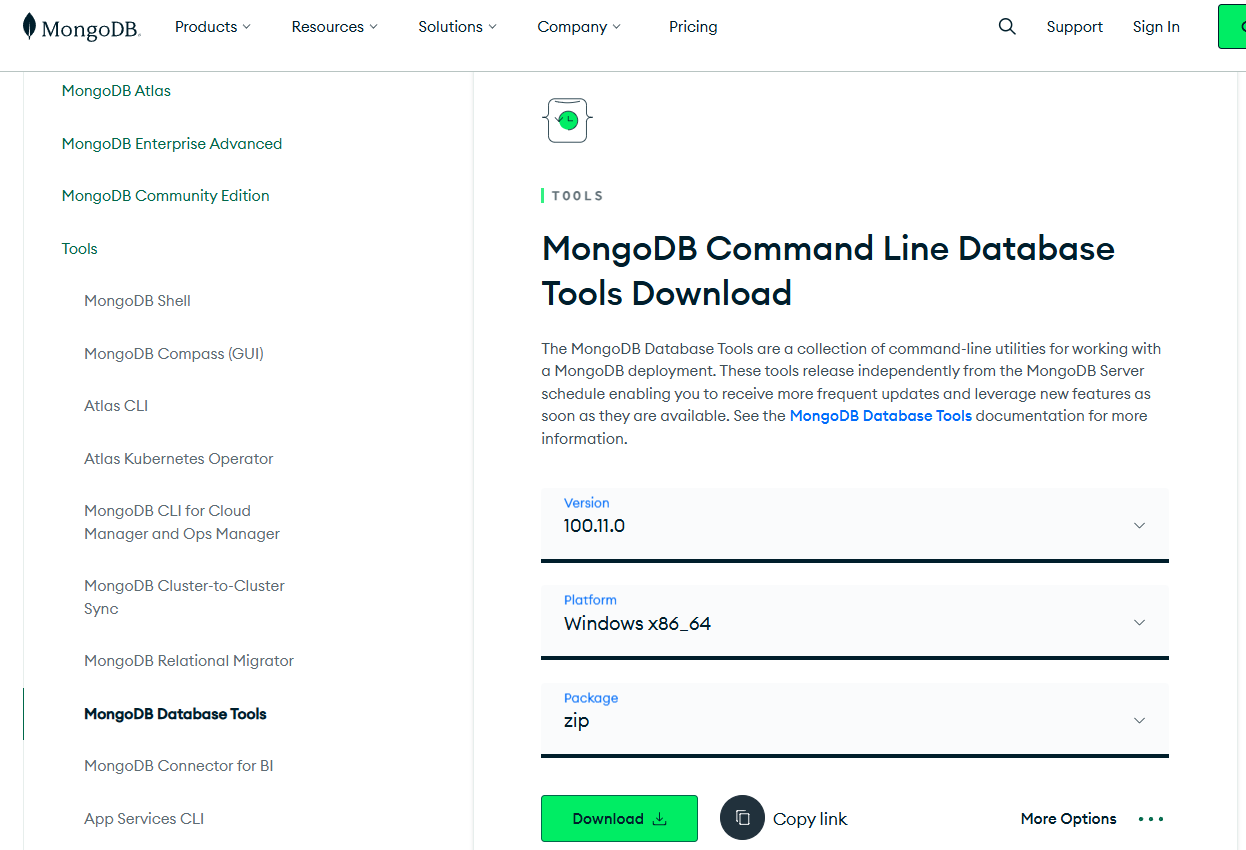 MongoDB.
Products
Resources
Solutions
Company
Pricing
Support
Sign In
MongoDB Atlas
MongoDB Enterprise Advanced
MongoDB Community Edition
Tools
MongoDB Shell
MongoDB Compass (GUI)
Atlas CLI
Atlas Kubernetes Operator
MongoDB CLI for Cloud
Manager and Ops Manager
MongoDB Cluster-to-Cluster
Sync
MongoDB Relational Migrator
MongoDB Database Tools
MongoDB Connector for BI
App Services CLI
TOOLS
MongoDB Command Line Database
Tools Download
The MongoDB Database Tools are a collection of command-line utilities for working with
a MongoDB deployment. These tools release independently from the MongoDB Server
schedule enabling you to receive more frequent updates and leverage new features as
soon as they are available. See the MongoDB Database Tools documentation for more
information.
Version
100.11.0
Platform
Windows x86_64
Package
zip
Download
Copy link
More Options